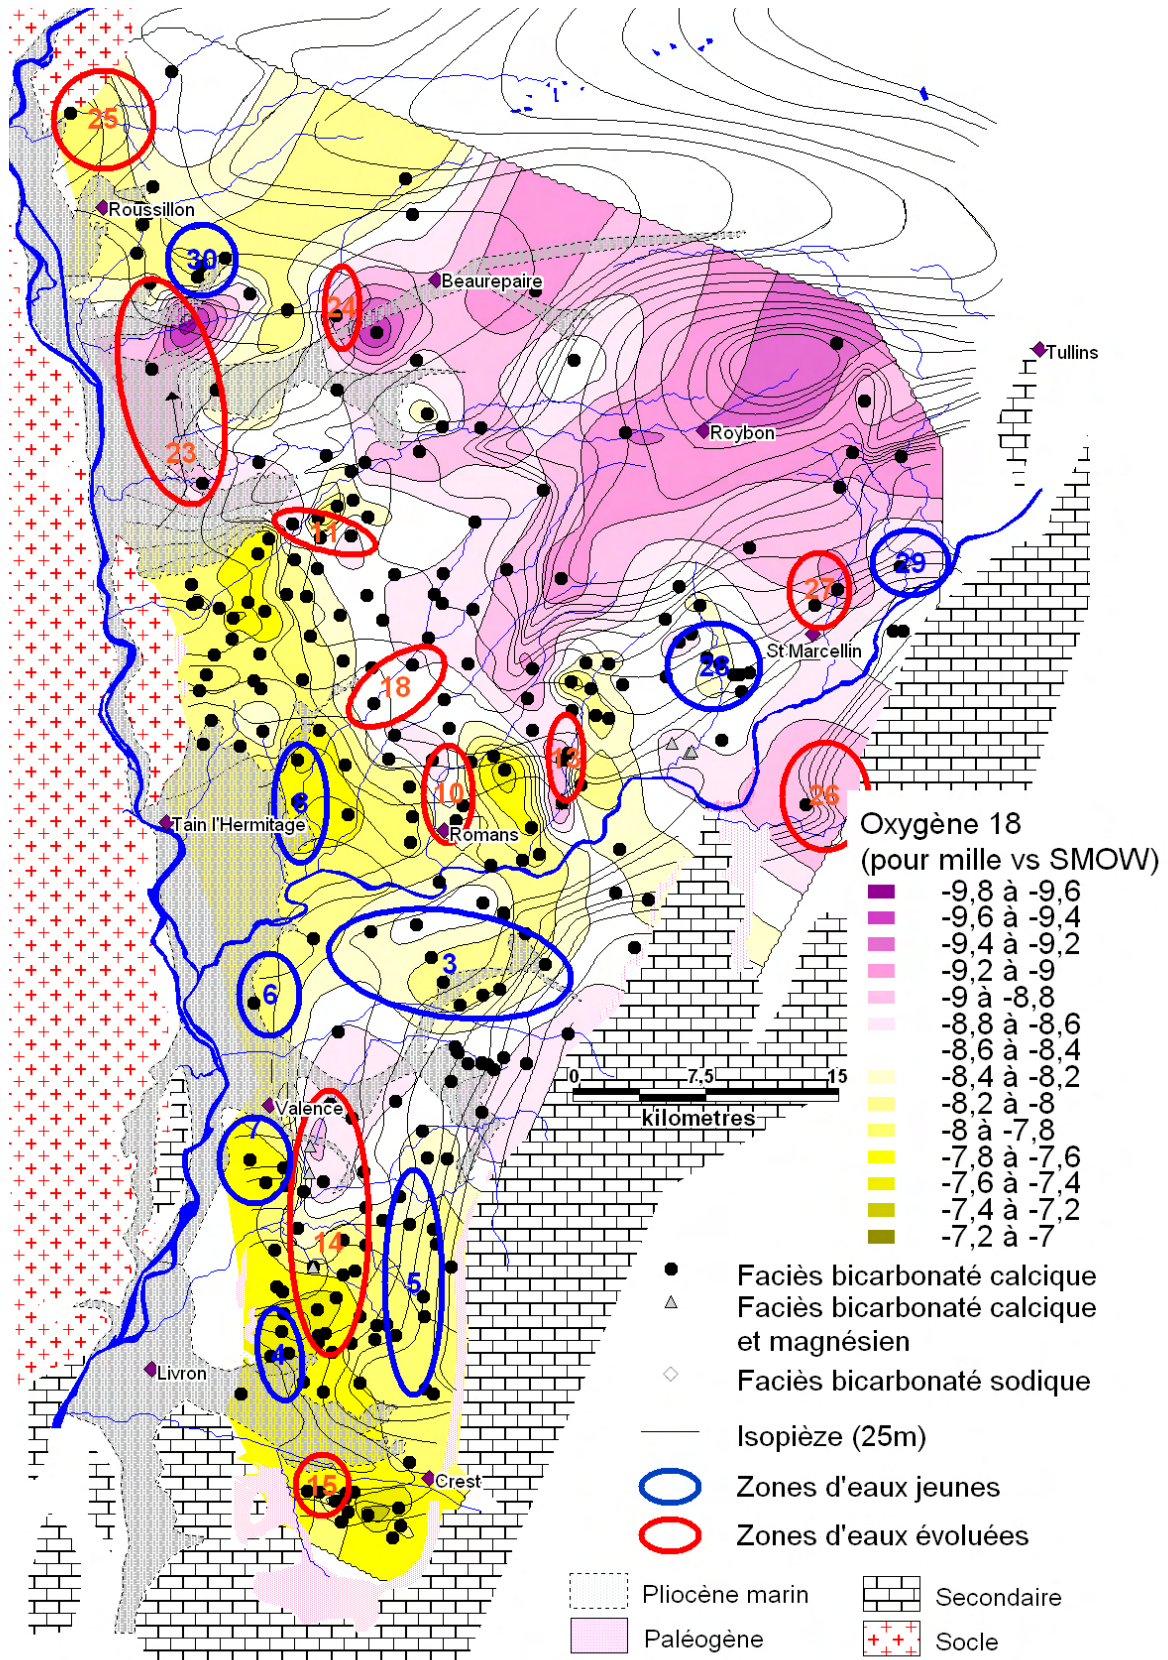 25
Roussillon
30
Beaurepaire
24
Tullins
Roybon
23
11
29
27
St Marcellin
28
18
13
10
26
8
Tain l'Hermitage
Romans
3
6
0 7,5 15
kilometres
Valence
7
14
5
4
Livron
15
Crest
Oxygène 18
(pour mille vs SMOW)
-9,8 à -9,6
-9,6 à -9,4
-9,4 à -9,2
-9,2 à -9
-9 à -8,8
-8,8 à -8,6
-8,6 à -8,4
-8,4 à -8,2
-8,2 à -8
-8 à -7,8
-7,8 à -7,6
-7,6 à -7,4
-7,4 à -7,2
-7,2 à -7
Faciès bicarbonaté calcique
Faciès bicarbonaté calcique
et magnésien
Faciès bicarbonaté sodique
Isopièze (25m)
Zones d'eaux jeunes
Zones d'eaux évoluées
Pliocène marin
Secondaire
Paléogène
Socle